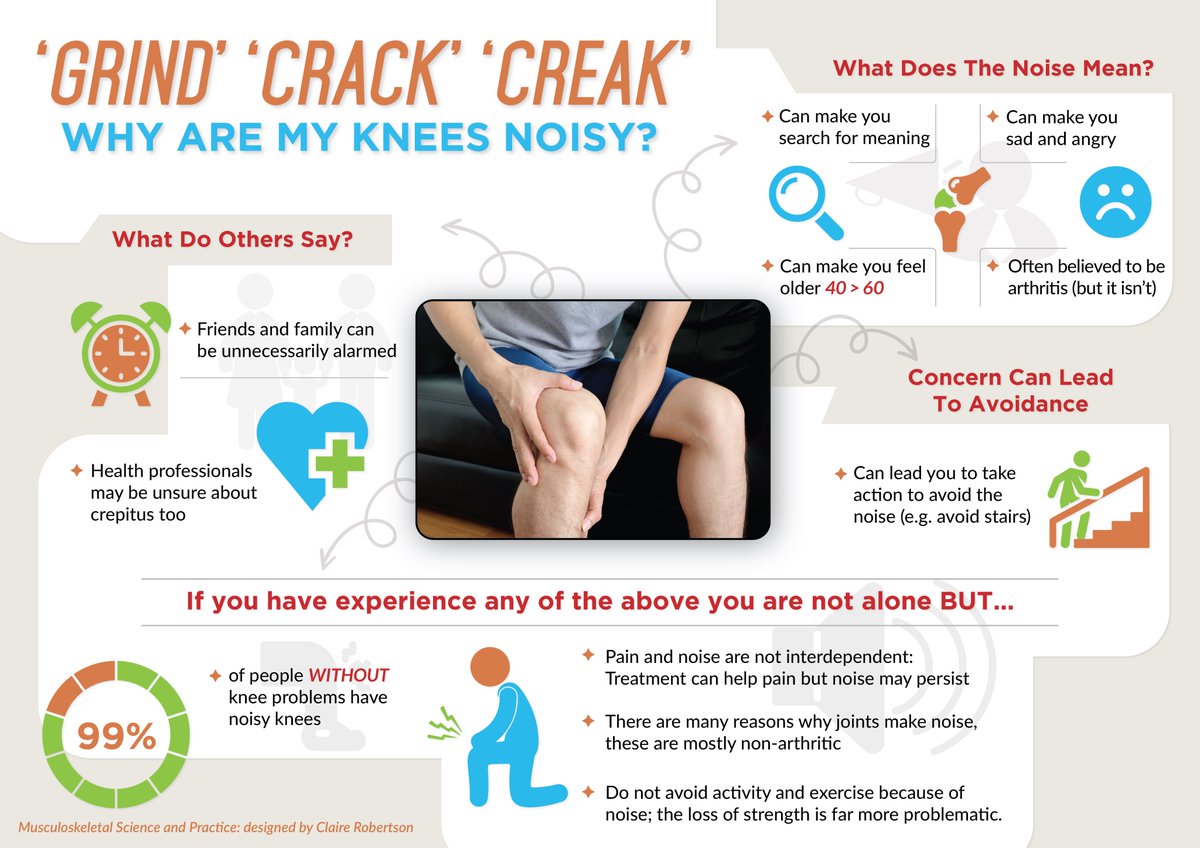 ‘GRIND’ ‘CRACK’ ‘CREAK’
WHY ARE MY KNEES NOISY?
What Does The Noise Mean?
Can make you
search for meaning
Can make you
sad and angry
Can make you feel
older 40 > 60
Often believed to be
arthritis (but it isn’t)
What Do Others Say?
Friends and family can
be unnecessarily alarmed
Health professionals
may be unsure about
crepitus too
Concern Can Lead
To Avoidance
Can lead you to take
action to avoid the
noise (e.g. avoid stairs)
If you have experience any of the above you are not alone BUT...
99%
of people WITHOUT
knee problems have
noisy knees
Pain and noise are not interdependent:
Treatment can help pain but noise may persist
There are many reasons why joints make noise,
these are mostly non-arthritic
Do not avoid activity and exercise because of
noise; the loss of strength is far more problematic.
Musculoskeletal Science and Practice: designed by Claire Robertson